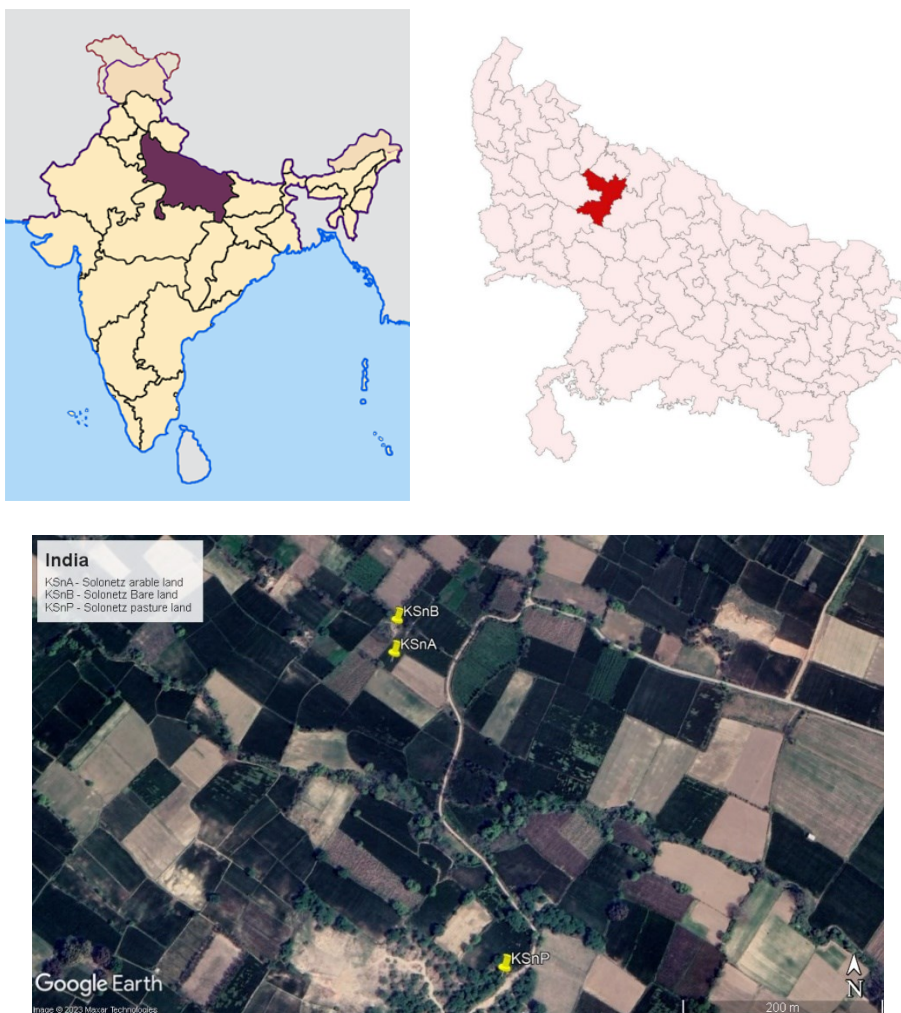 India
KSnA - Solonetz arable land
KSnB - Solonetz Bare land
KSnP - Solonetz pasture land
KSnB
KSnA
KSnP
Google Earth
Image © 2023 Maxar Technologies
N
200 m